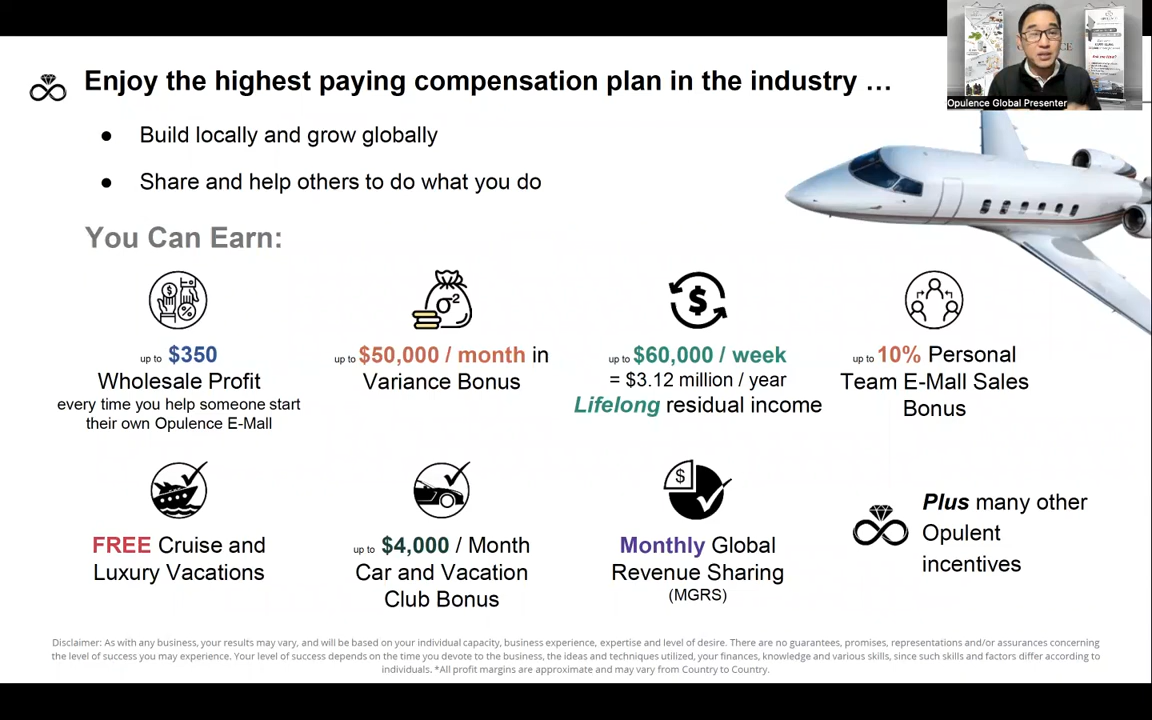 Enjoy the highest paying compensation plan in the industry …
Opulence Global Presenter
● Build locally and grow globally
● Share and help others to do what you do
You Can Earn:
up to $350
Wholesale Profit
every time you help someone start
their own Opulence E-Mall
σ²
up to $50,000 / month in
Variance Bonus
$
up to $60,000 / week
= $3.12 million / year
Lifelong residual income
up to 10% Personal
Team E-Mall Sales
Bonus
FREE Cruise and
Luxury Vacations
up to $4,000 / Month
Car and Vacation
Club Bonus
$
Monthly Global
Revenue Sharing
(MGRS)
Plus many other
Opulent
incentives
Disclaimer: As with any business, your results may vary, and will be based on your individual capacity, business experience, expertise and level of desire. There are no guarantees, promises, representations and/or assurances concerning
the level of success you may experience. Your level of success depends on the time you devote to the business, the ideas and techniques utilized, your finances, knowledge and various skills, since such skills and factors differ according to
individuals. *All profit margins are approximate and may vary from Country to Country.